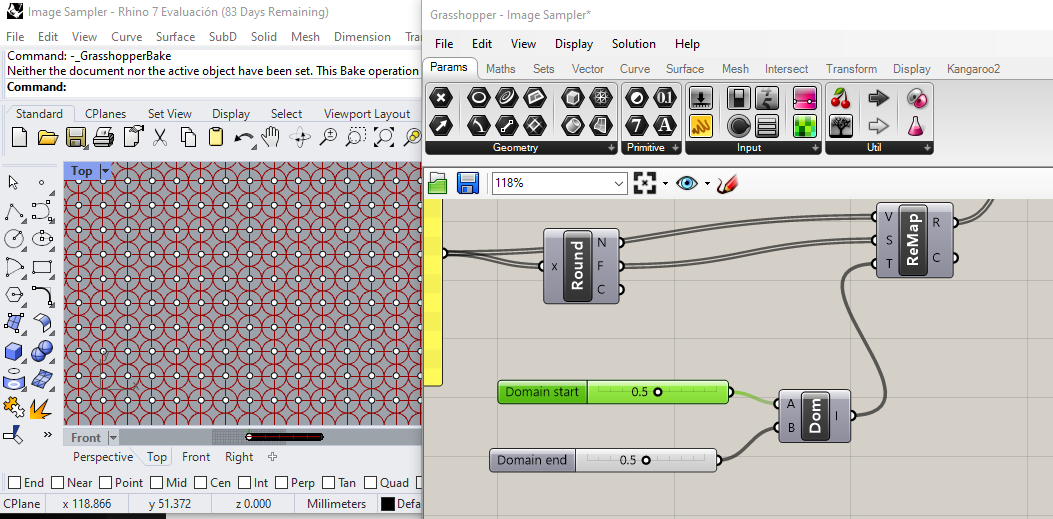 Image Sampler - Rhino 7 Evaluación (83 Days Remaining)
File Edit View Curve Surface SubD Solid Mesh Dimension
Command: -_GrasshopperBake
Neither the document nor the active object have been set. This Bake operation
Command:
Standard CPlanes Set View Display Select Viewport Layout
Top
Front
Perspective Top Front Right
End Near Point Mid Cen Int Perp Tan Quad
CPlane x 118.866 y 51.372 z 0.000 Millimeters Defa
Grasshopper - Image Sampler*
File Edit View Display Solution Help
Params Maths Sets Vector Curve Surface Mesh Intersect Transform Display Kangaroo2
7 0.1 A
Geometry Primitive Input Util
118%
x Round N F C
V S T ReMap R C
Domain start 0.5
A B Dom I
Domain end 0.5